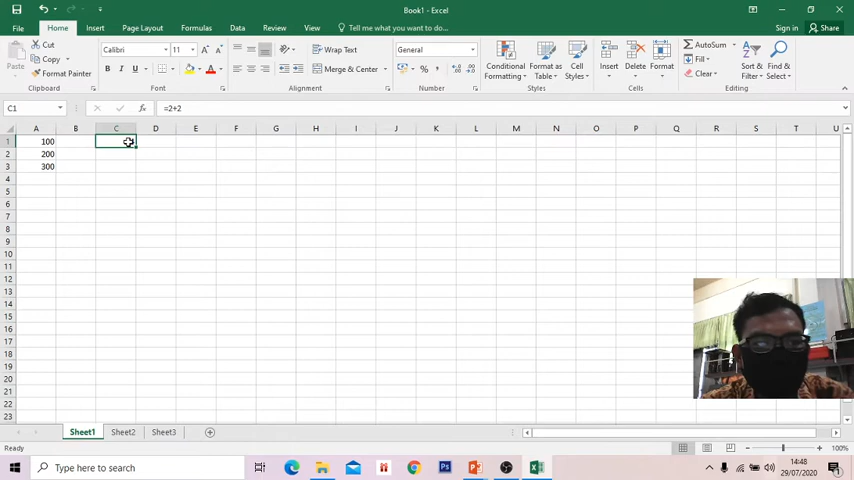 Book1 - Excel
Sign in
File Home Insert Page Layout Formulas Data Review View Tell me what you want to do... Share
Paste
Cut
Copy
Format Painter
Clipboard
Calibri 11
B I U
Font
Wrap Text
Merge & Center
Alignment
General
%
Number
Conditional Formatting
Format as Table
Cell Styles
Styles
Insert Delete Format
Cells
AutoSum
Fill
Clear
Sort & Filter
Find & Select
Editing
C1 =2+2
A B C D E F G H I J K L M N O P Q R S T U
1 100
2 200
3 300
4
5
6
7
8
9
10
11
12
13
14
15
16
17
18
19
20
21
22
23
Sheet1 Sheet2 Sheet3
Ready 100%
Type here to search
14:48
29/07/2020